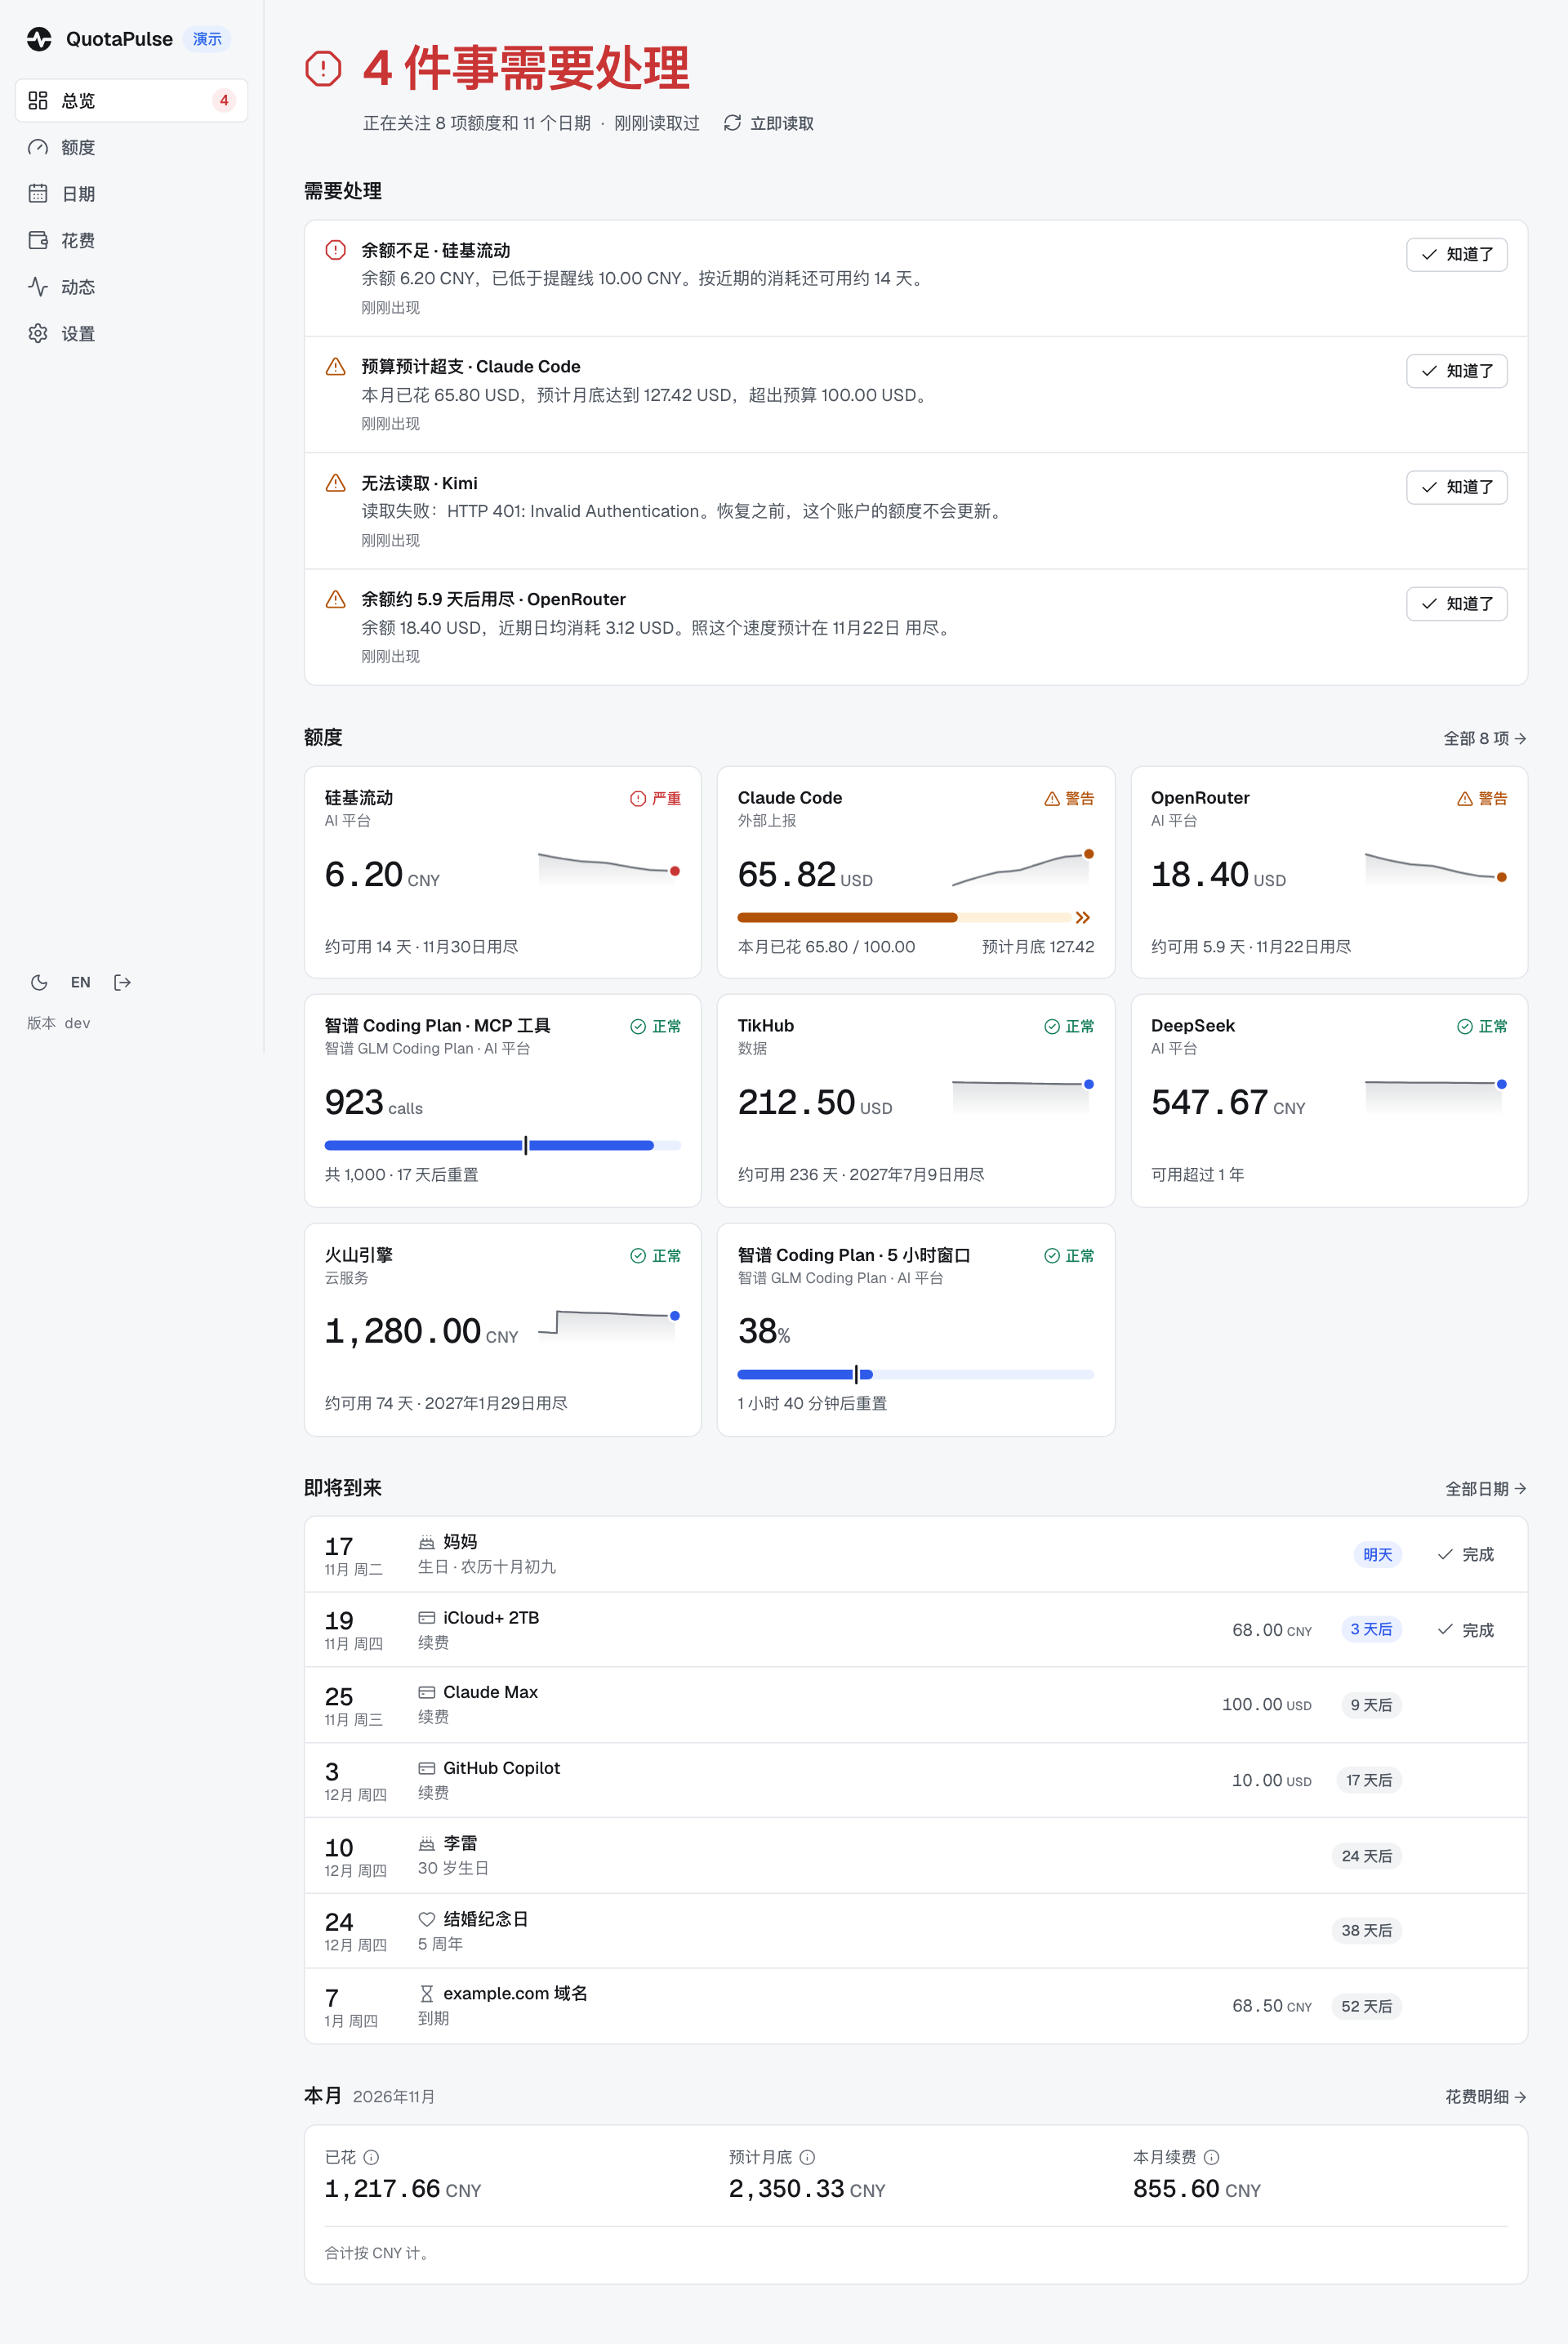 QuotaPulse 演示
总览 4
额度
日期
花费
动态
设置
EN
版本 dev
4 件事需要处理
正在关注 8 项额度和 11 个日期 · 刚刚读取过 立即读取
需要处理
余额不足 · 硅基流动
知道了
余额 6.20 CNY，已低于提醒线 10.00 CNY。按近期的消耗还可用约 14 天。
刚刚出现
预算预计超支 · Claude Code
知道了
本月已花 65.80 USD，预计月底达到 127.42 USD，超出预算 100.00 USD。
刚刚出现
无法读取 · Kimi
知道了
读取失败：HTTP 401: Invalid Authentication。恢复之前，这个账户的额度不会更新。
刚刚出现
余额约 5.9 天后用尽 · OpenRouter
知道了
余额 18.40 USD，近期日均消耗 3.12 USD。照这个速度预计在 11月22日 用尽。
刚刚出现
额度
全部 8 项
硅基流动 严重
AI 平台
6.20 CNY
约可用 14 天 · 11月30日用尽
Claude Code 警告
外部上报
65.82 USD
本月已花 65.80 / 100.00 预计月底 127.42
OpenRouter 警告
AI 平台
18.40 USD
约可用 5.9 天 · 11月22日用尽
智谱 Coding Plan · MCP 工具 正常
智谱 GLM Coding Plan · AI 平台
923 calls
共 1,000 · 17 天后重置
TikHub 正常
数据
212.50 USD
约可用 236 天 · 2027年7月9日用尽
DeepSeek 正常
AI 平台
547.67 CNY
可用超过 1 年
火山引擎 正常
云服务
1,280.00 CNY
约可用 74 天 · 2027年1月29日用尽
智谱 Coding Plan · 5 小时窗口 正常
智谱 GLM Coding Plan · AI 平台
38%
1 小时 40 分钟后重置
即将到来
全部日期
17
11月 周二
妈妈
生日 · 农历十月初九
明天
完成
19
11月 周四
iCloud+ 2TB
续费
68.00 CNY
3 天后
完成
25
11月 周三
Claude Max
续费
100.00 USD
9 天后
3
12月 周四
GitHub Copilot
续费
10.00 USD
17 天后
10
12月 周四
李雷
30 岁生日
24 天后
24
12月 周四
结婚纪念日
5 周年
38 天后
7
1月 周四
example.com 域名
到期
68.50 CNY
52 天后
本月 2026年11月
花费明细
已花
1,217.66 CNY
预计月底
2,350.33 CNY
本月续费
855.60 CNY
合计按 CNY 计。